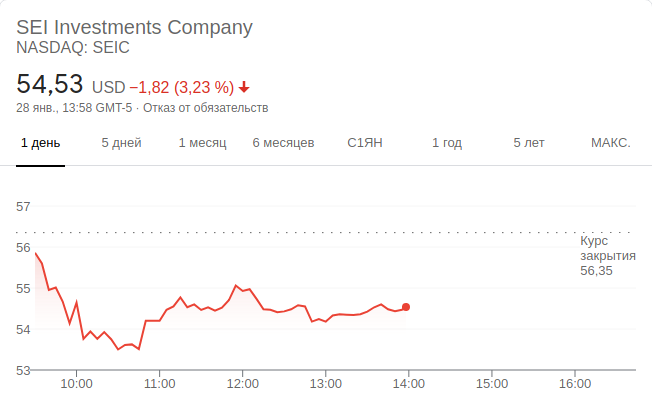 SEI Investments Company
NASDAQ: SEIC
54,53 USD −1,82 (3,23 %)
28 янв., 13:58 GMT-5 · Отказ от обязательств
1 день 5 дней 1 месяц 6 месяцев С1ЯН 1 год 5 лет МАКС.
57
56
55
54
53
Курс
закрытия
56,35
10:00 11:00 12:00 13:00 14:00 15:00 16:00